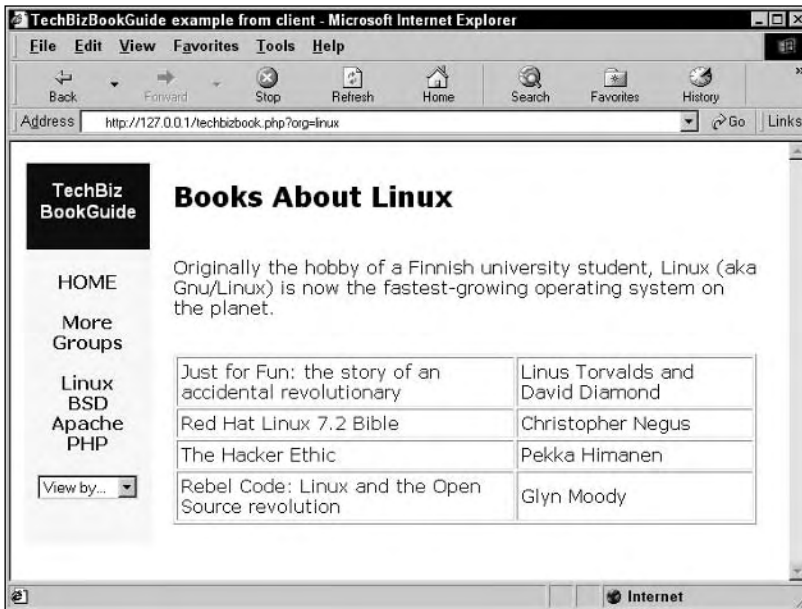 TechBizBookGuide example from client - Microsoft Internet Explorer
File Edit View Favorites Tools Help
Back Forward Stop Refresh Home Search Favorites History »
Address http://127.0.0.1/techbizbook.php?org=linux Go Links
TechBiz
BookGuide
HOME
More
Groups
Linux
BSD
Apache
PHP
View by...
Books About Linux
Originally the hobby of a Finnish university student, Linux (aka
Gnu/Linux) is now the fastest-growing operating system on
the planet.
Just for Fun: the story of an
accidental revolutionary
Linus Torvalds and
David Diamond
Red Hat Linux 7.2 Bible
Christopher Negus
The Hacker Ethic
Pekka Himanen
Rebel Code: Linux and the Open
Source revolution
Glyn Moody
Internet